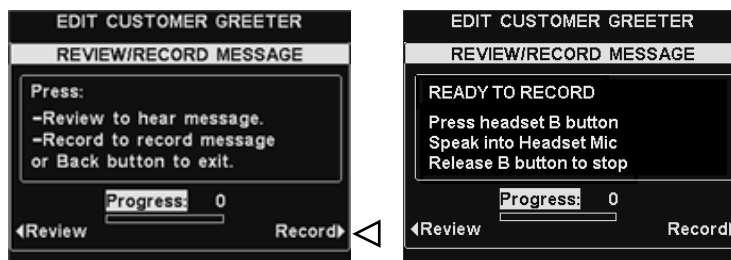 EDIT CUSTOMER GREETER
REVIEW/RECORD MESSAGE
Press:
-Review to hear message.
-Record to record message
or Back button to exit.
Progress: 0
Review Record
EDIT CUSTOMER GREETER
REVIEW/RECORD MESSAGE
READY TO RECORD
Press headset B button
Speak into Headset Mic
Release B button to stop
Progress: 0
Review Record